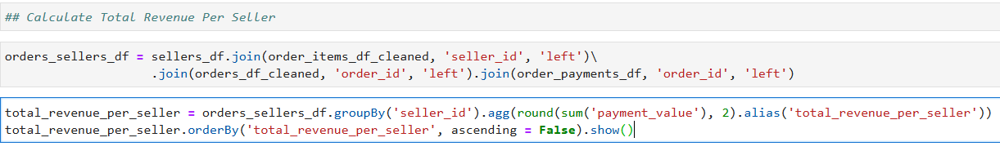 ## Calculate Total Revenue Per Seller
orders_sellers_df = sellers_df.join(order_items_df_cleaned, 'seller_id', 'left')\
.join(orders_df_cleaned, 'order_id', 'left').join(order_payments_df, 'order_id', 'left')
total_revenue_per_seller = orders_sellers_df.groupBy('seller_id').agg(round(sum('payment_value'), 2).alias('total_revenue_per_seller'))
total_revenue_per_seller.orderBy('total_revenue_per_seller', ascending = False).show()